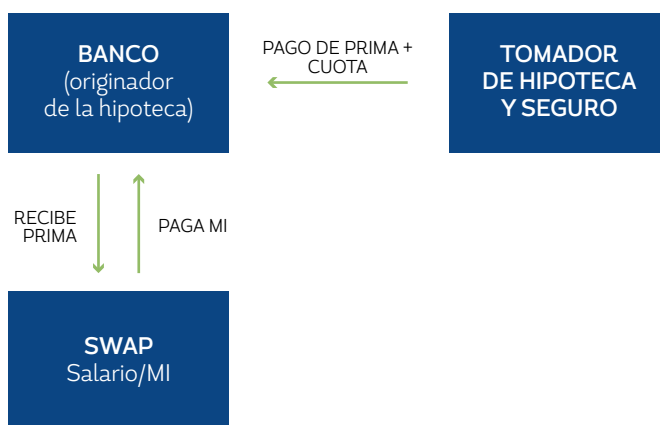 BANCO
(originador
de la hipoteca)
PAGO DE PRIMA +
CUOTA
TOMADOR
DE HIPOTECA
Y SEGURO
RECIBE
PRIMA
PAGA MI
SWAP
Salario/MI